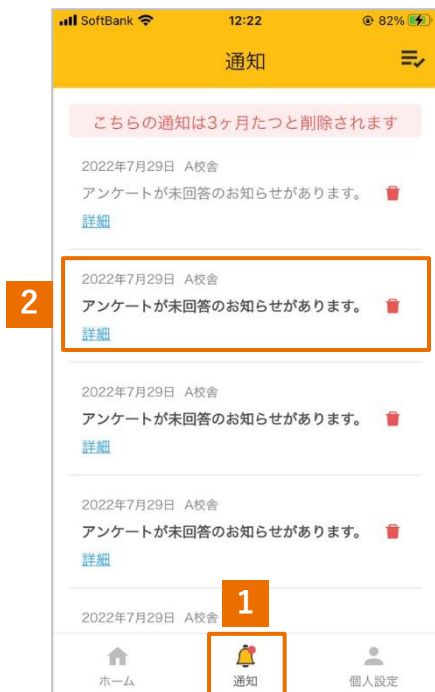 SoftBank 12:22 82%
通知
こちらの通知は3ヶ月たつと削除されます
2022年7月29日 A校舎
アンケートが未回答のお知らせがあります。
詳細
2
2022年7月29日 A校舎
アンケートが未回答のお知らせがあります。
詳細
2022年7月29日 A校舎
アンケートが未回答のお知らせがあります。
詳細
2022年7月29日 A校舎
アンケートが未回答のお知らせがあります。
詳細
2022年7月29日 A校舎
1
ホーム 通知 個人設定